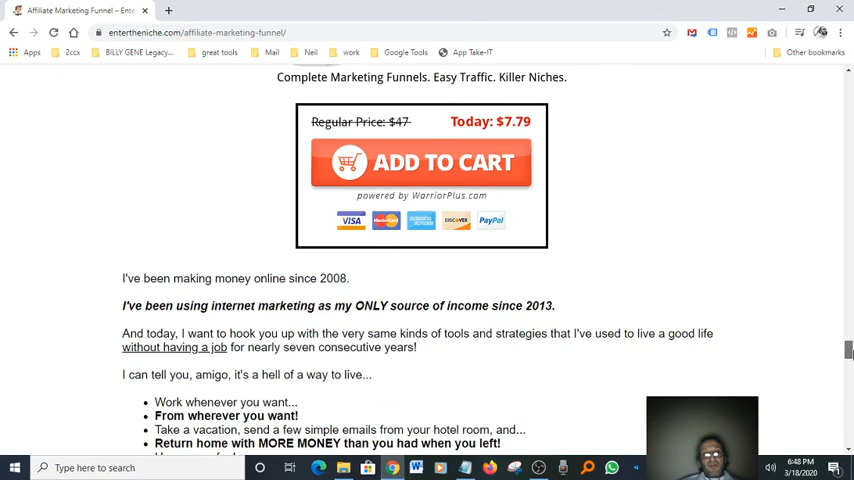 Affiliate Marketing Funnel – Ente
entertheniche.com/affiliate-marketing-funnel/
Apps 2ccx BILLY GENE Legacy... great tools Mail Neil work Google Tools App Take-IT Other bookmarks
Complete Marketing Funnels. Easy Traffic. Killer Niches.
Regular Price: $47 Today: $7.79
ADD TO CART
powered by WarriorPlus.com
VISA MasterCard AMERICAN EXPRESS DISCOVER PayPal
I've been making money online since 2008.
I've been using internet marketing as my ONLY source of income since 2013.
And today, I want to hook you up with the very same kinds of tools and strategies that I've used to live a good life
without having a job for nearly seven consecutive years!
I can tell you, amigo, it's a hell of a way to live...
• Work whenever you want...
• From wherever you want!
• Take a vacation, send a few simple emails from your hotel room, and...
• Return home with MORE MONEY than you had when you left!
Type here to search
6:48 PM
3/18/2020